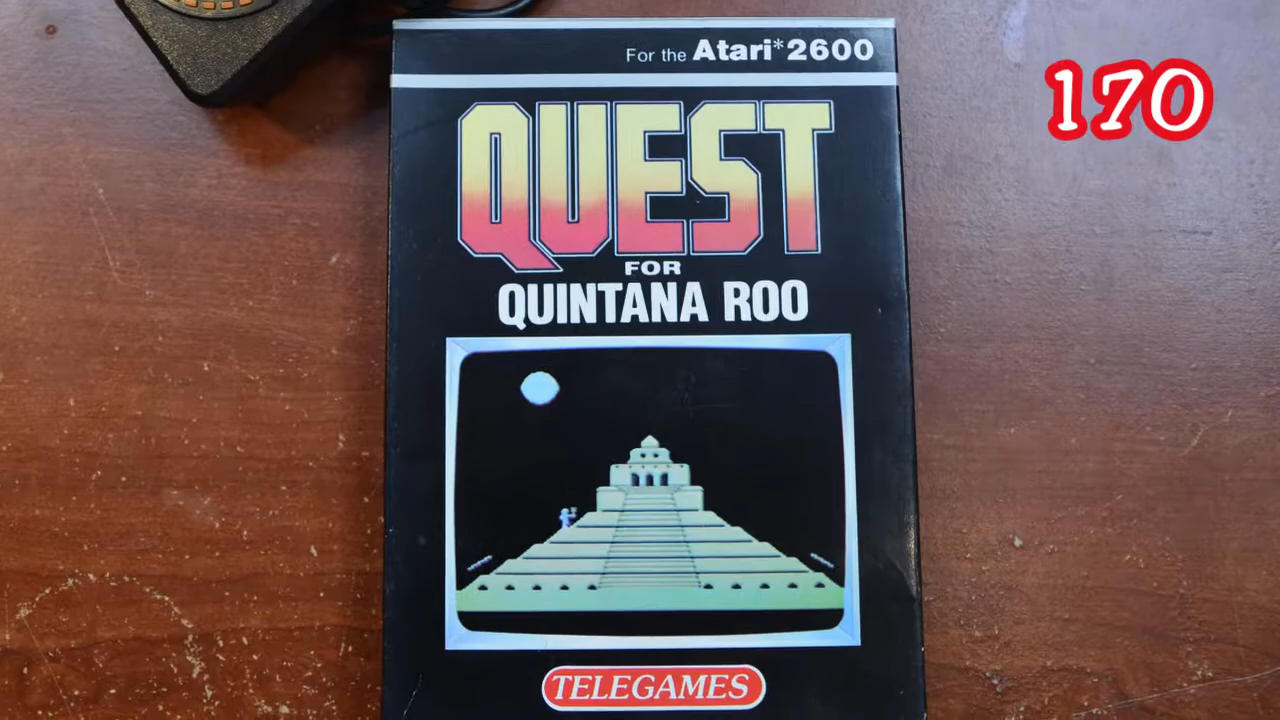 For the Atari*2600
170
QUEST
FOR
QUINTANA ROO
TELEGAMES